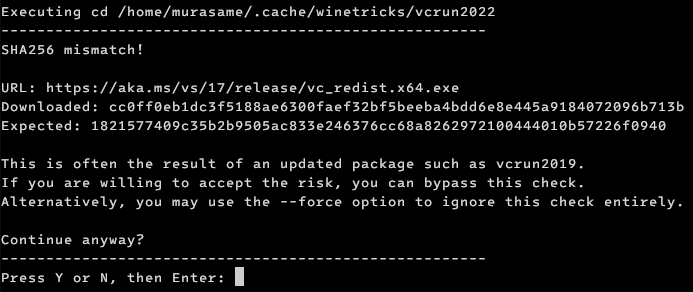 Executing cd /home/murasame/.cache/winetricks/vcrun2022
------------------------------------------------------
SHA256 mismatch!
URL: https://aka.ms/vs/17/release/vc_redist.x64.exe
Downloaded: cc0ff0eb1dc3f5188ae6300faef32bf5beeba4bdd6e8e445a9184072096b713b
Expected: 1821577409c35b2b9505ac833e246376cc68a8262972100444010b57226f0940
This is often the result of an updated package such as vcrun2019.
If you are willing to accept the risk, you can bypass this check.
Alternatively, you may use the --force option to ignore this check entirely.
Continue anyway?
------------------------------------------------------
Press Y or N, then Enter: